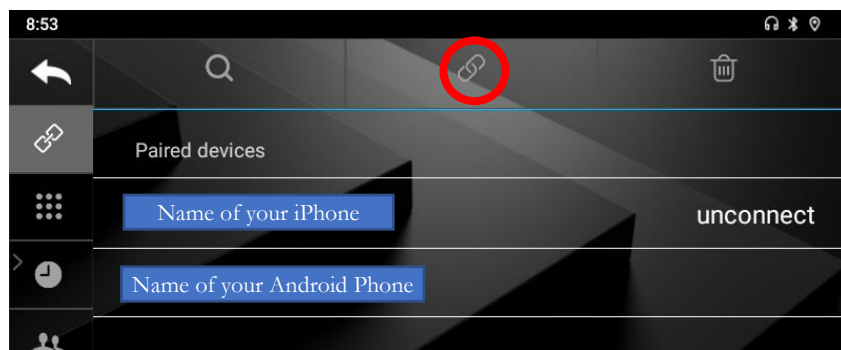 8:53
Paired devices
Name of your iPhone
unconnect
Name of your Android Phone